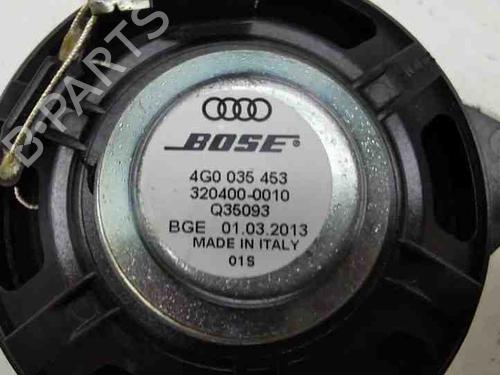 B-PARTS
BOSE®
4G0 035 453
320400-0010
Q35093
BGE 01.03.2013
MADE IN ITALY
01S